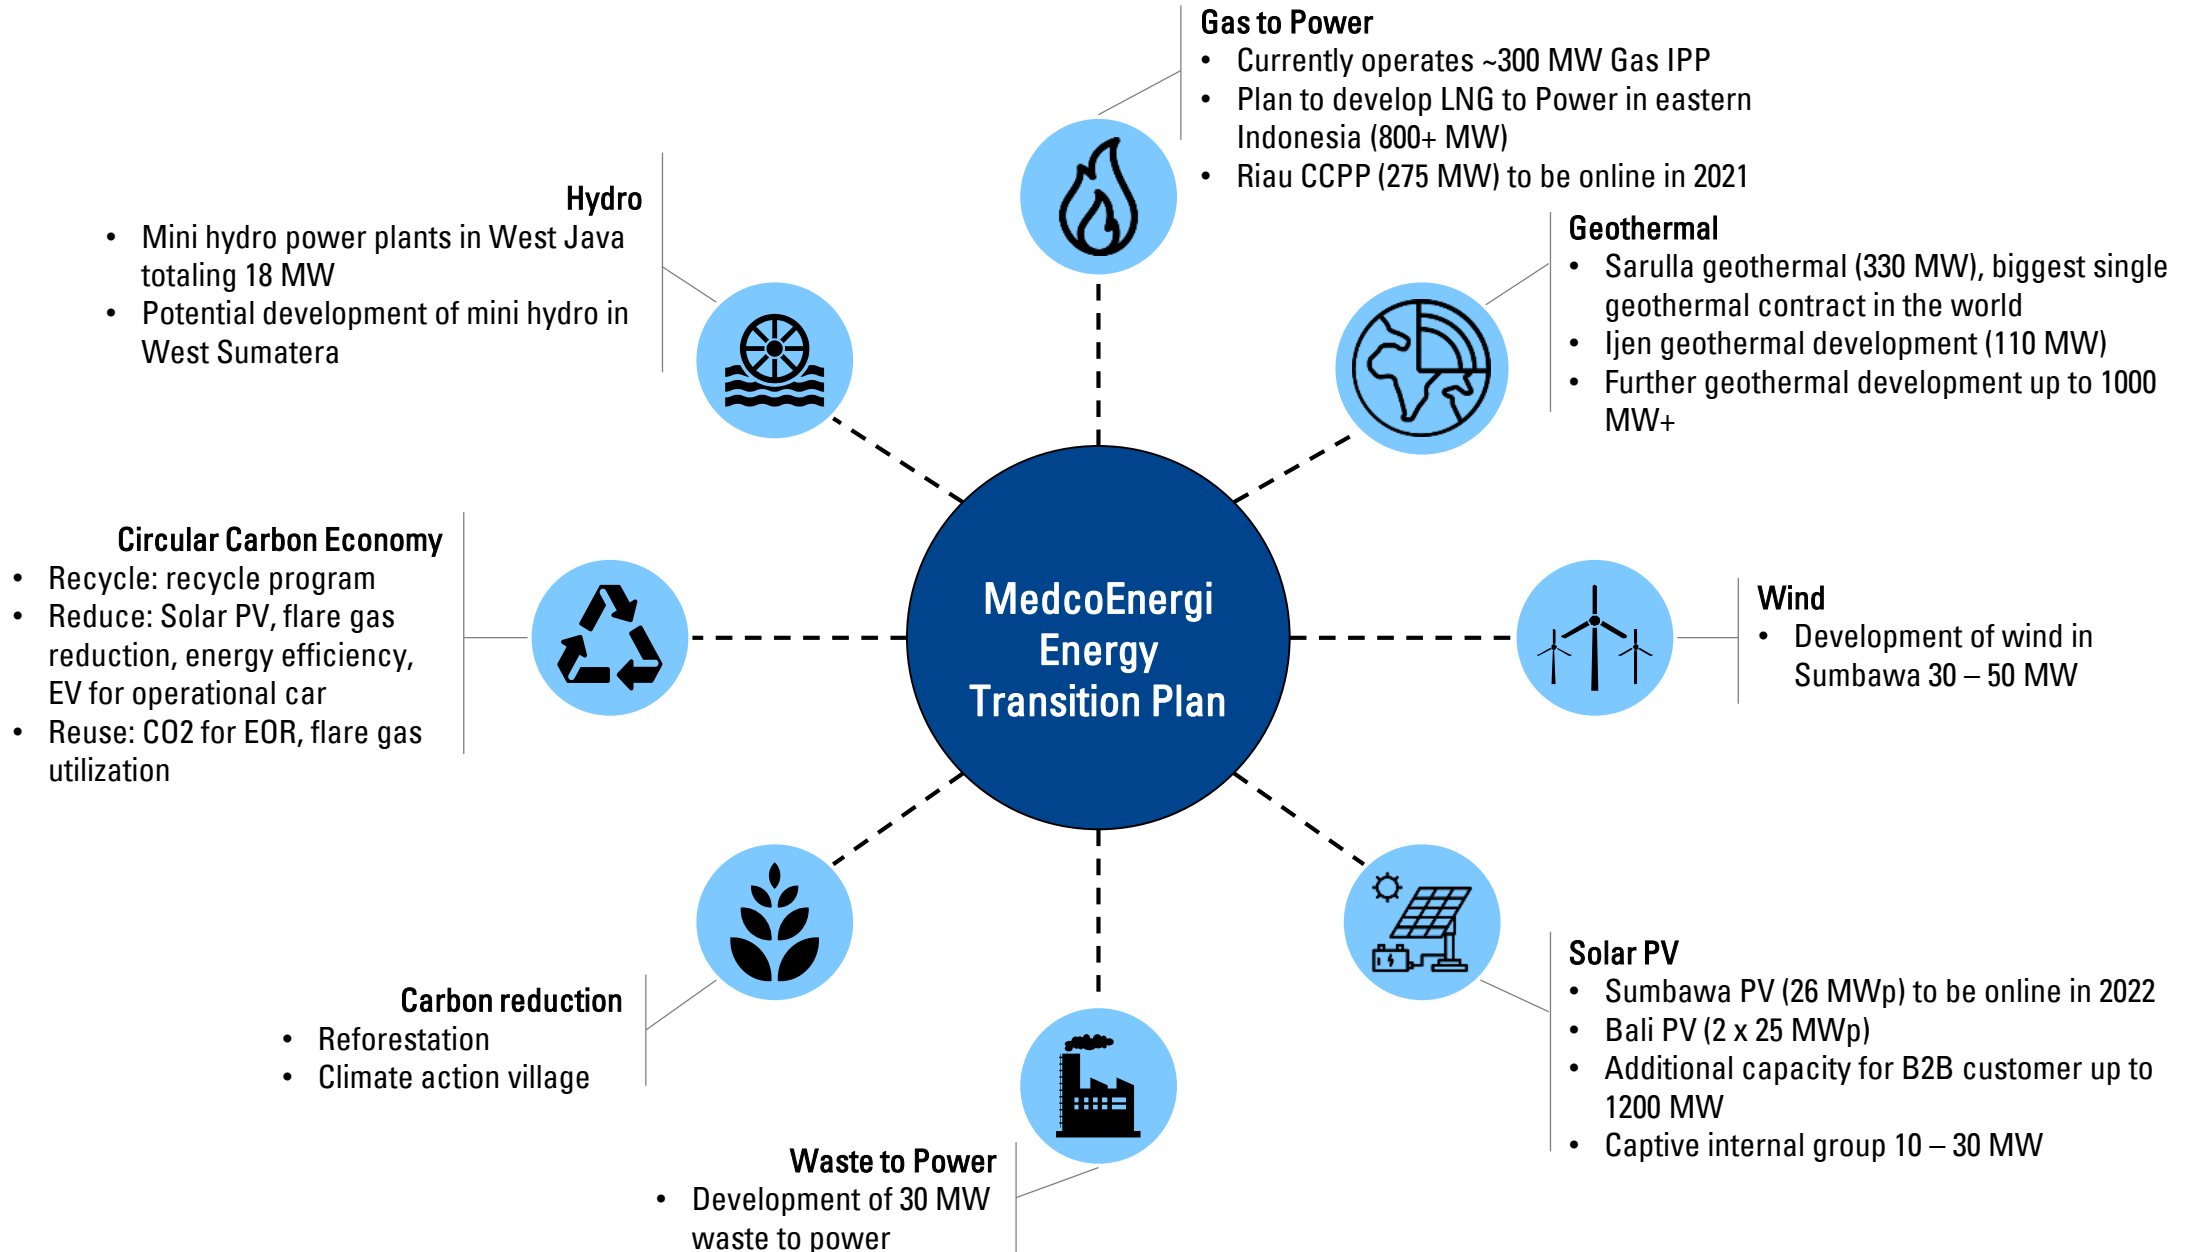 Gas to Power
• Currently operates ~300 MW Gas IPP
• Plan to develop LNG to Power in eastern
Indonesia (800+ MW)
• Riau CCPP (275 MW) to be online in 2021
Hydro
• Mini hydro power plants in West Java
totaling 18 MW
• Potential development of mini hydro in
West Sumatera
Geothermal
• Sarulla geothermal (330 MW), biggest single
geothermal contract in the world
• Ijen geothermal development (110 MW)
• Further geothermal development up to 1000
MW+
Circular Carbon Economy
• Recycle: recycle program
• Reduce: Solar PV, flare gas
reduction, energy efficiency,
EV for operational car
• Reuse: CO2 for EOR, flare gas
utilization
MedcoEnergi
Energy
Transition Plan
Wind
• Development of wind in
Sumbawa 30 – 50 MW
Carbon reduction
• Reforestation
• Climate action village
Solar PV
• Sumbawa PV (26 MWp) to be online in 2022
• Bali PV (2 x 25 MWp)
• Additional capacity for B2B customer up to
1200 MW
• Captive internal group 10 – 30 MW
Waste to Power
• Development of 30 MW
waste to power